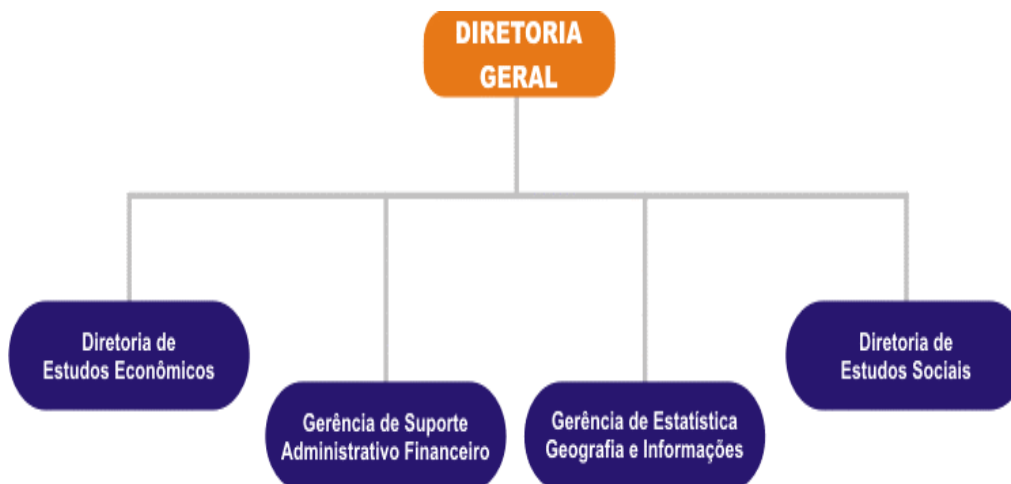 DIRETORIA
GERAL
Diretoria de
Estudos Econômicos
Gerência de Suporte
Administrativo Financeiro
Gerência de Estatística
Geografia e Informações
Diretoria de
Estudos Sociais